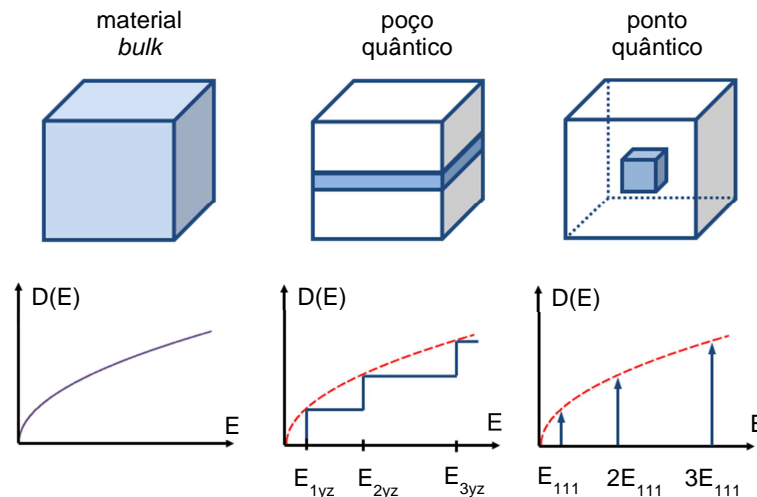 material
bulk
poço
quântico
ponto
quântico
D(E)
E
D(E)
E
E1yz
E2yz
E3yz
D(E)
E
E111
2E111
3E111